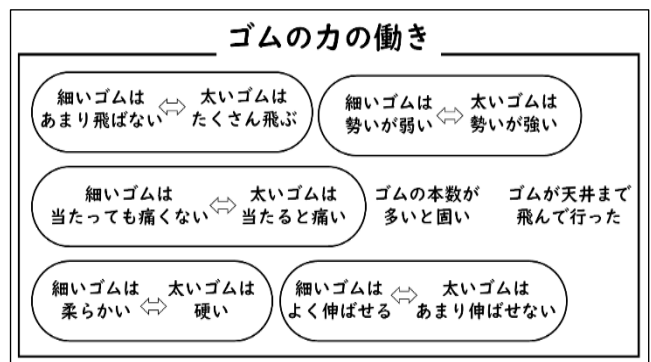 ゴムの力の働き
細いゴムは
あまり飛ばない
⇔
太いゴムは
たくさん飛ぶ
細いゴムは
勢いが弱い
⇔
太いゴムは
勢いが強い
細いゴムは
当たっても痛くない
⇔
太いゴムは
当たると痛い
ゴムの本数が
多いと固い
ゴムが天井まで
飛んで行った
細いゴムは
柔らかい
⇔
太いゴムは
硬い
細いゴムは
よく伸ばせる
⇔
太いゴムは
あまり伸ばせない